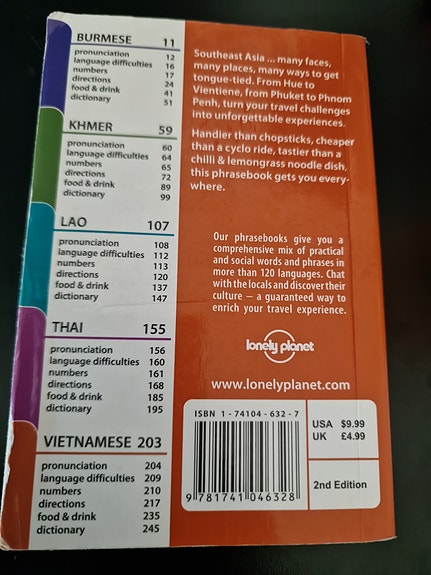 BURMESE 11
pronunciation 12
language difficulties 16
numbers 17
directions 24
food & drink 41
dictionary 51
KHMER 59
pronunciation 60
language difficulties 64
numbers 65
directions 72
food & drink 89
dictionary 99
LAO 107
pronunciation 108
language difficulties 112
numbers 113
directions 120
food & drink 137
dictionary 147
THAI 155
pronunciation 156
language difficulties 160
numbers 161
directions 168
food & drink 185
dictionary 195
VIETNAMESE 203
pronunciation 204
language difficulties 209
numbers 210
directions 217
food & drink 235
dictionary 245
Southeast Asia ... many faces,
many places, many ways to get
tongue-tied. From Hue to
Vientiene, from Phuket to Phnom
Penh, turn your travel challenges
into unforgettable experiences.
Handier than chopsticks, cheaper
than a cyclo ride, tastier than a
chilli & lemongrass noodle dish,
this phrasebook gets you every-
where.
Our phrasebooks give you a
comprehensive mix of practical
and social words and phrases in
more than 120 languages. Chat
with the locals and discover their
culture – a guaranteed way to
enrich your travel experience.
lonely planet
www.lonelyplanet.com
ISBN 1-74104-632-7
9 781741 046328
USA $9.99
UK £4.99
2nd Edition